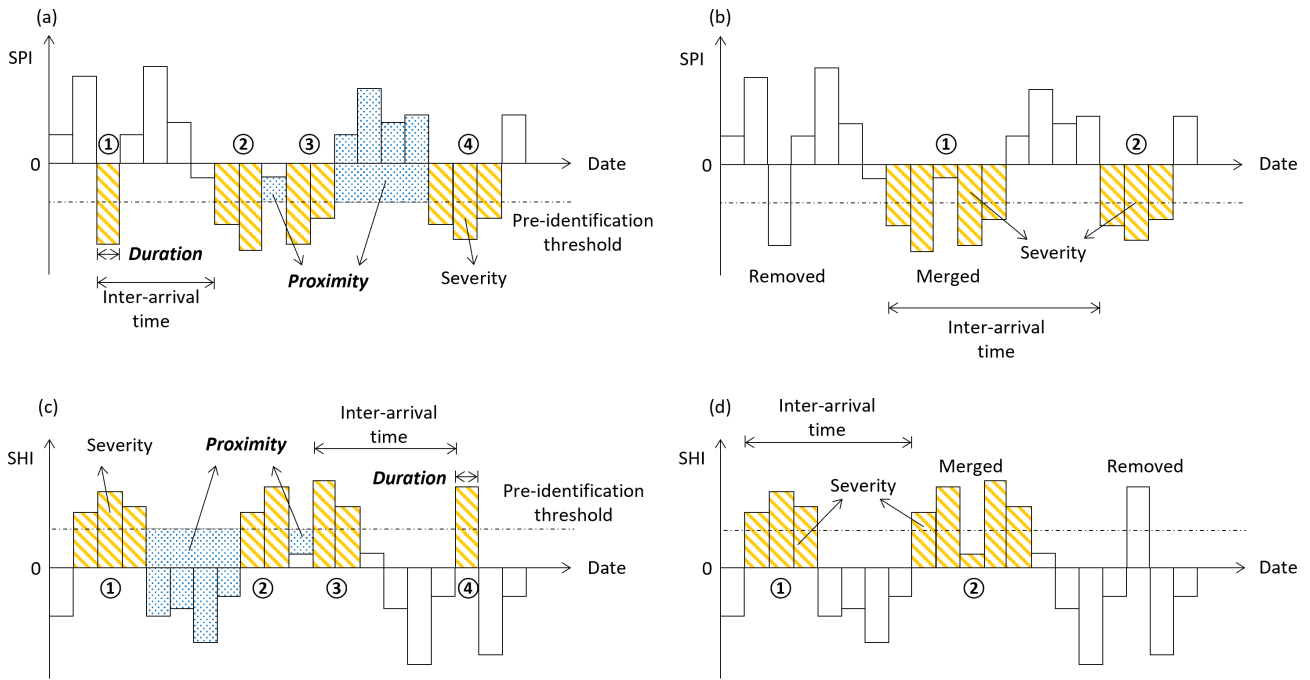 (a)
SPI
①
②
③
④
0
Date
Pre-identification
threshold
Duration
Proximity
Severity
Inter-arrival
time
(b)
SPI
①
②
0
Date
Severity
Removed
Merged
Inter-arrival
time
(c)
Inter-arrival
time
Severity
Proximity
SHI
Duration
Pre-identification
threshold
0
Date
①
②
③
④
(d)
Inter-arrival
time
SHI
Merged
Removed
Severity
0
Date
①
②